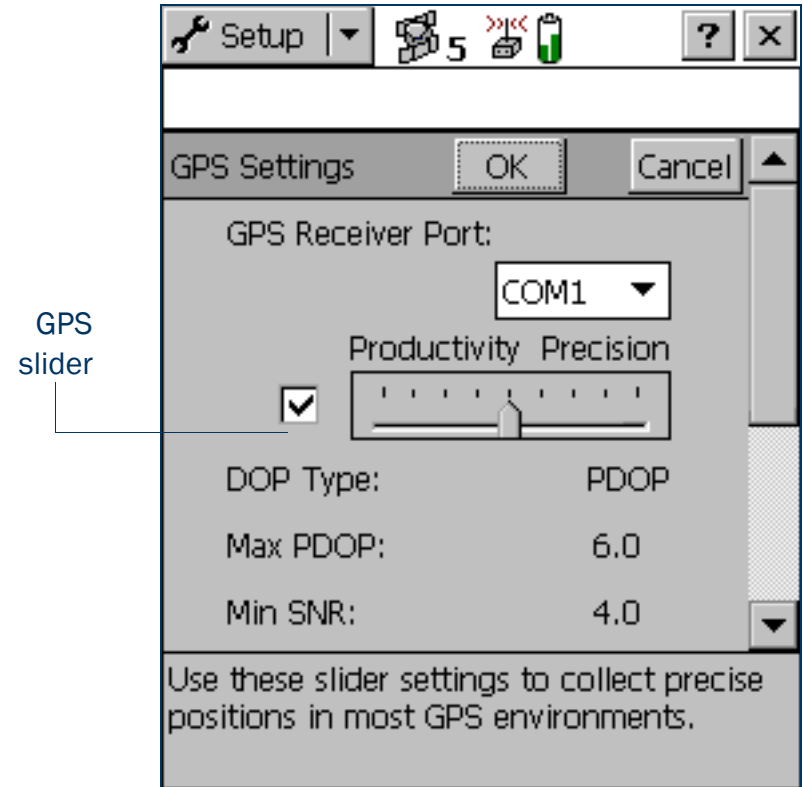 Setup
5
?
×
GPS Settings OK Cancel
GPS Receiver Port:
COM1
GPS
slider
Productivity Precision
DOP Type: PDOP
Max PDOP: 6.0
Min SNR: 4.0
Use these slider settings to collect precise
positions in most GPS environments.